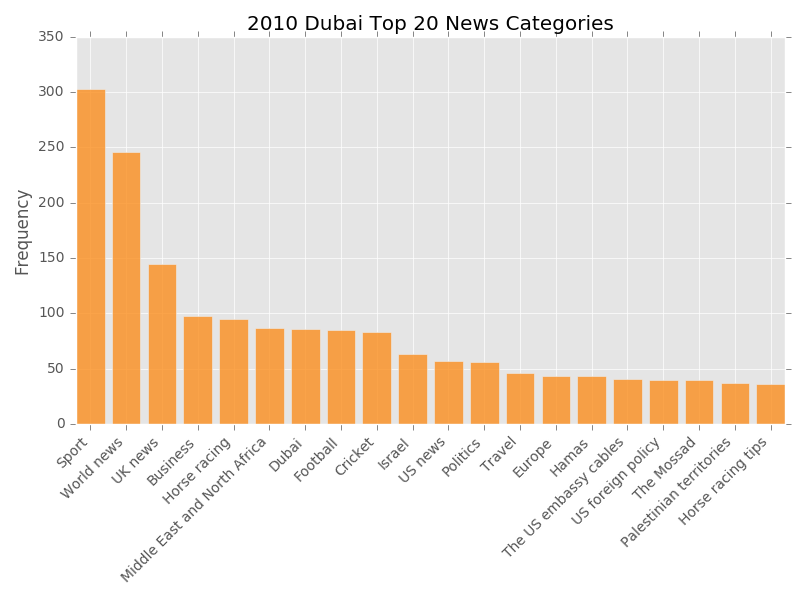 2010 Dubai Top 20 News Categories
350
300
250
200
150
100
50
0
Frequency
Sport
World news
UK news
Business
Horse racing
Middle East and North Africa
Dubai
Football
Cricket
Israel
US news
Politics
Travel
Europe
Hamas
The US embassy cables
US foreign policy
The Mossad
Palestinian territories
Horse racing tips